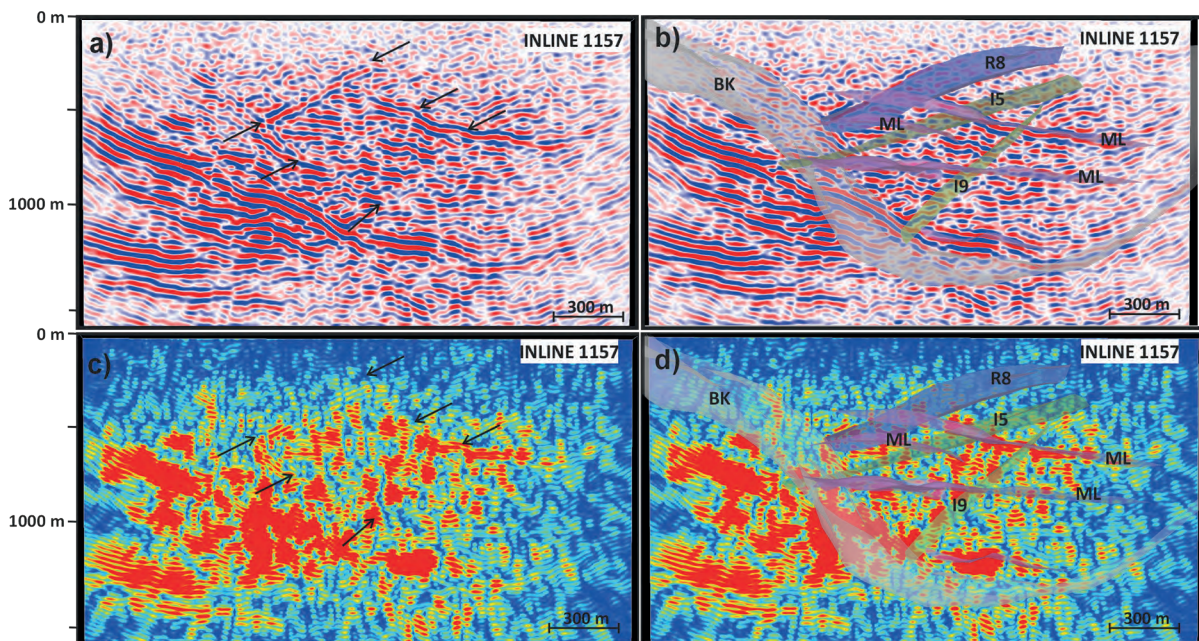 0 m
a)
INLINE 1157
1000 m
300 m
b)
INLINE 1157
BK
R8
I5
ML
ML
ML
I9
300 m
0 m
c)
INLINE 1157
1000 m
300 m
d)
INLINE 1157
BK
R8
I5
ML
ML
ML
I9
300 m